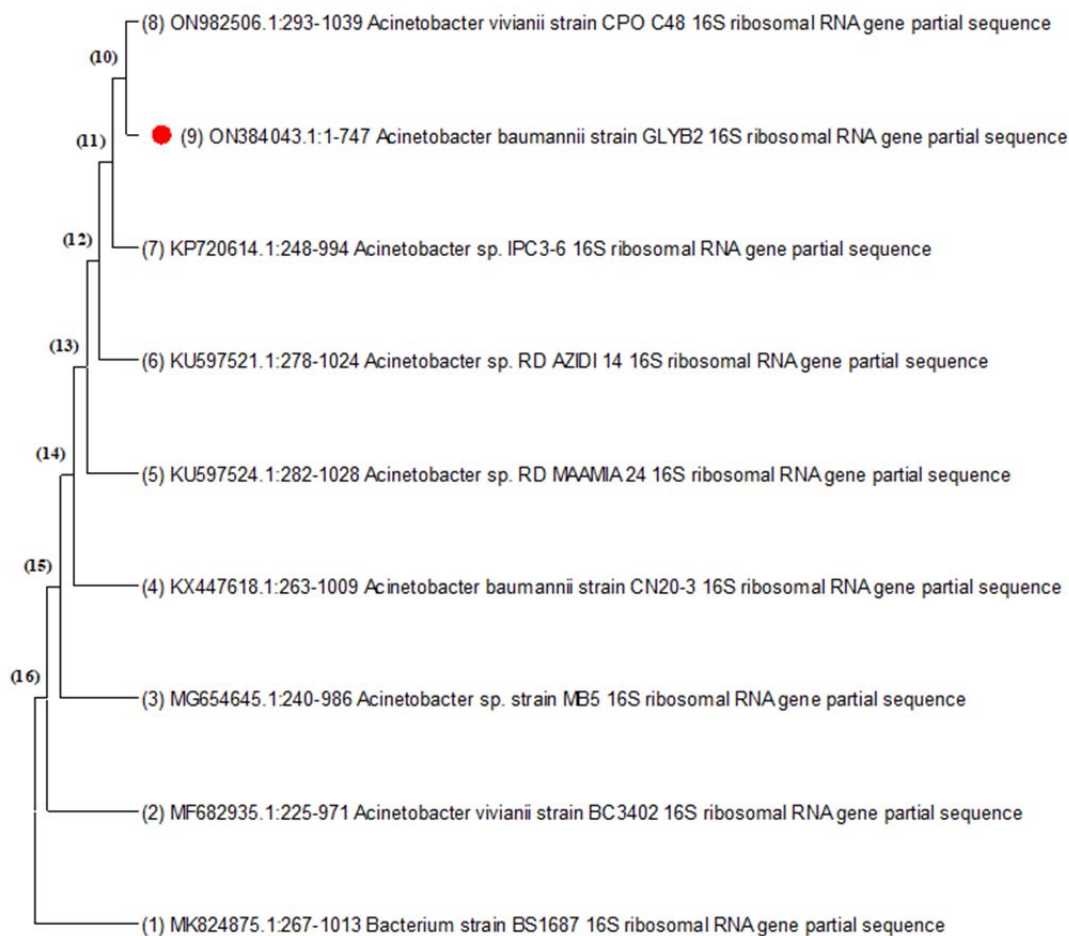 (8) ON982506.1:293-1039 Acinetobacter vivianii strain CPO C48 16S ribosomal RNA gene partial sequence
(10)
(9) ON384043.1:1-747 Acinetobacter baumannii strain GLYB2 16S ribosomal RNA gene partial sequence
(11)
(12)
(7) KP720614.1:248-994 Acinetobacter sp. IPC3-6 16S ribosomal RNA gene partial sequence
(13)
(6) KU597521.1:278-1024 Acinetobacter sp. RD AZIDI 14 16S ribosomal RNA gene partial sequence
(14)
(5) KU597524.1:282-1028 Acinetobacter sp. RD MAAMIA 24 16S ribosomal RNA gene partial sequence
(15)
(4) KX447618.1:263-1009 Acinetobacter baumannii strain CN20-3 16S ribosomal RNA gene partial sequence
(16)
(3) MG654645.1:240-986 Acinetobacter sp. strain MB5 16S ribosomal RNA gene partial sequence
(2) MF682935.1:225-971 Acinetobacter vivianii strain BC3402 16S ribosomal RNA gene partial sequence
(1) MK824875.1:267-1013 Bacterium strain BS1687 16S ribosomal RNA gene partial sequence